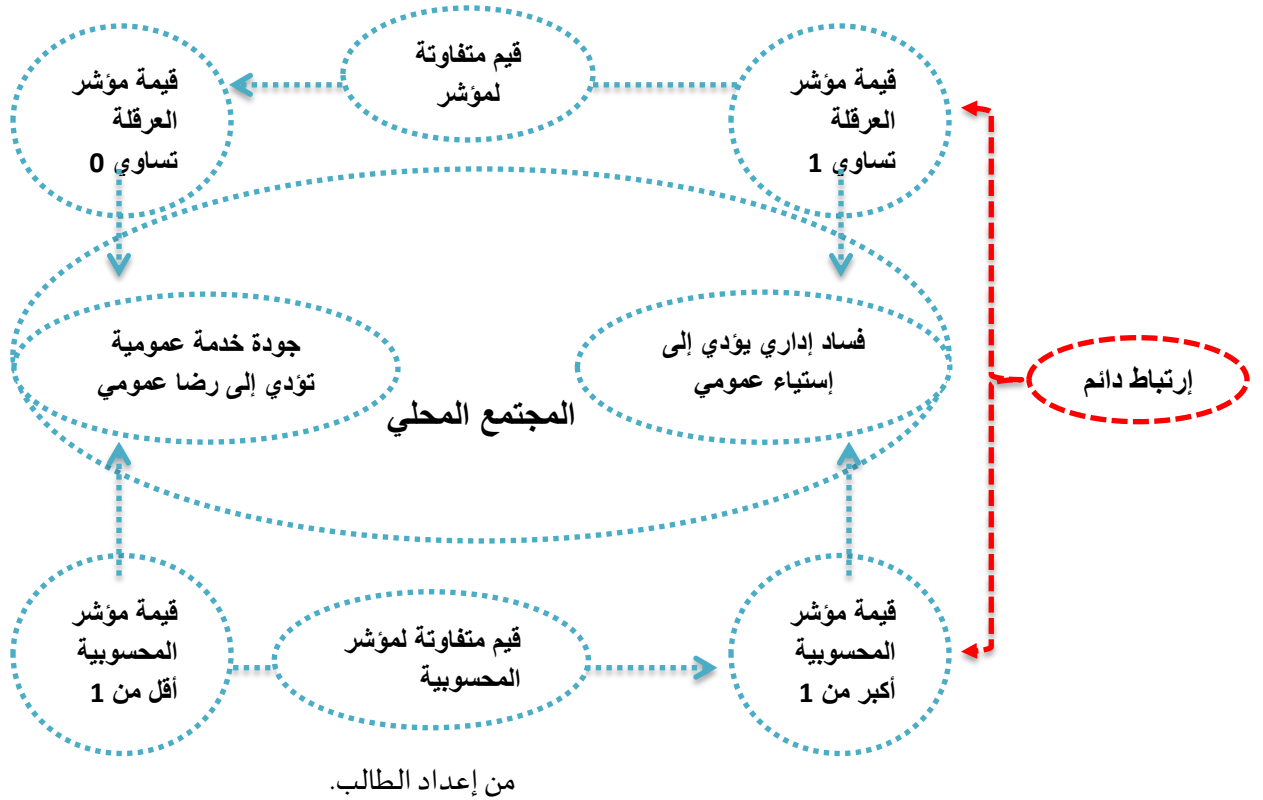 قيمة مؤشر
العرقلة
تساوي 1
قيم متفاوتة
لمؤشر
قيمة مؤشر
العرقلة
تساوي 0
فساد إداري يؤدي إلى
إستياء عمومي
جودة خدمة عمومية
تؤدي إلى رضا عمومي
المجتمع المحلي
إرتباط دائم
قيمة مؤشر
المحسوبية
أكبر من 1
قيم متفاوتة لمؤشر
المحسوبية
قيمة مؤشر
المحسوبية
أقل من 1
من إعداد الطالب.